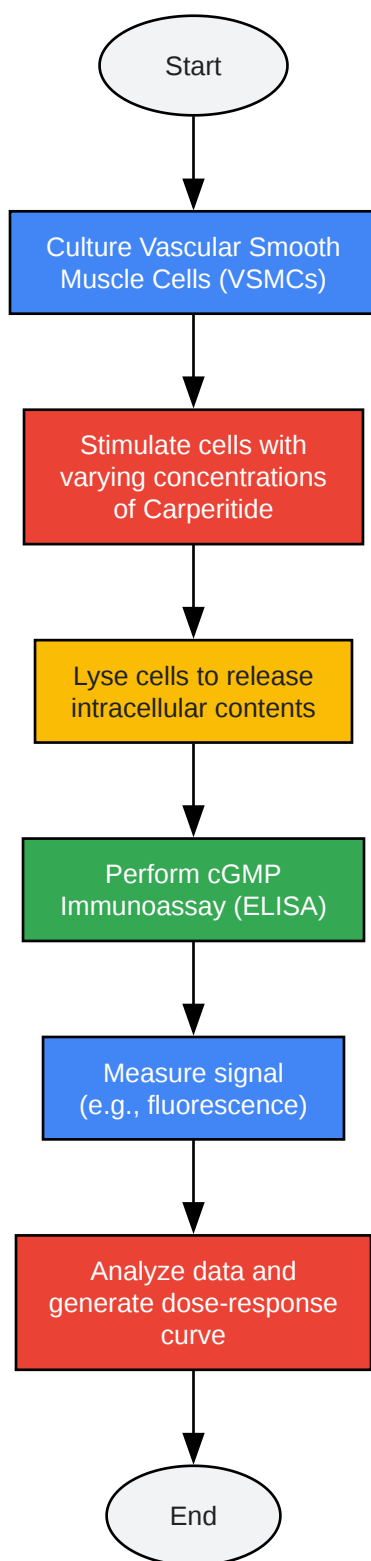 Start
Culture Vascular Smooth
Muscle Cells (VSMCs)
Stimulate cells with
varying concentrations
of Carperitide
Lyse cells to release
intracellular contents
Perform cGMP
Immunoassay (ELISA)
Measure signal
(e.g., fluorescence)
Analyze data and
generate dose-response
curve
End